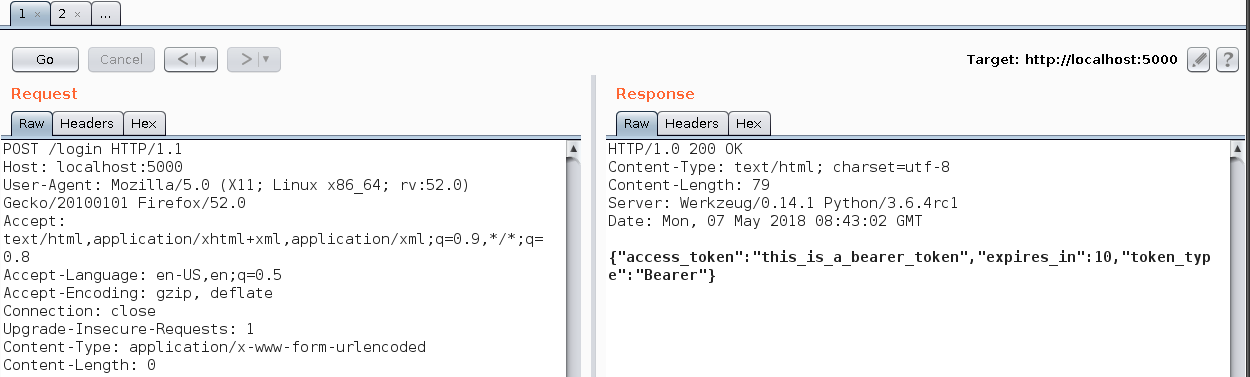 1 × 2 × ...
Go Cancel < | ▾ > | ▾ Target: http://localhost:5000 ?
Request
Raw Headers Hex
POST /login HTTP/1.1
Host: localhost:5000
User-Agent: Mozilla/5.0 (X11; Linux x86_64; rv:52.0)
Gecko/20100101 Firefox/52.0
Accept:
text/html,application/xhtml+xml,application/xml;q=0.9,*/*;q=
0.8
Accept-Language: en-US,en;q=0.5
Accept-Encoding: gzip, deflate
Connection: close
Upgrade-Insecure-Requests: 1
Content-Type: application/x-www-form-urlencoded
Content-Length: 0
Response
Raw Headers Hex
HTTP/1.0 200 OK
Content-Type: text/html; charset=utf-8
Content-Length: 79
Server: Werkzeug/0.14.1 Python/3.6.4rc1
Date: Mon, 07 May 2018 08:43:02 GMT
{"access_token":"this_is_a_bearer_token","expires_in":10,"token_typ
e":"Bearer"}